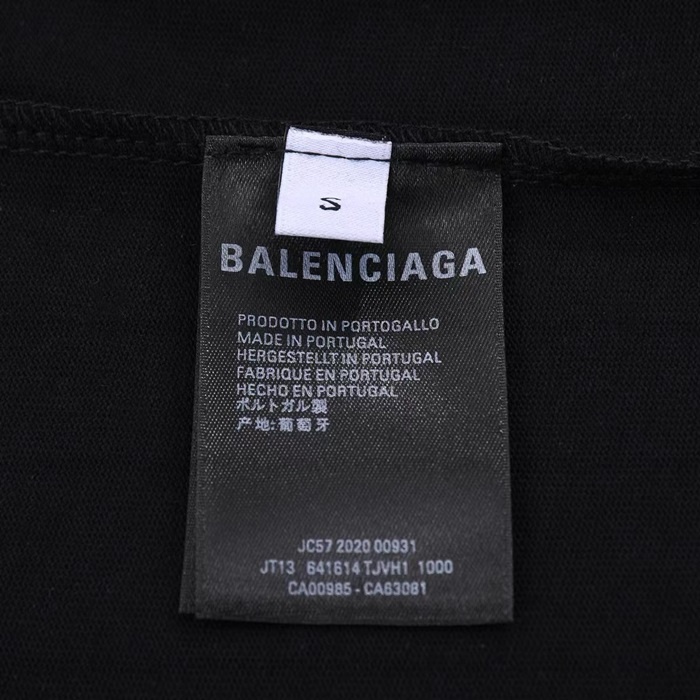 S
BALENCIAGA
PRODOTTO IN PORTOGALLO
MADE IN PORTUGAL
HERGESTELLT IN PORTUGAL
FABRIQUE EN PORTUGAL
HECHO EN PORTUGAL
ポルトガル製
产地:葡萄牙
JC57 2020 00931
JT13 641614 TJVH1 1000
CA00985 - CA63081